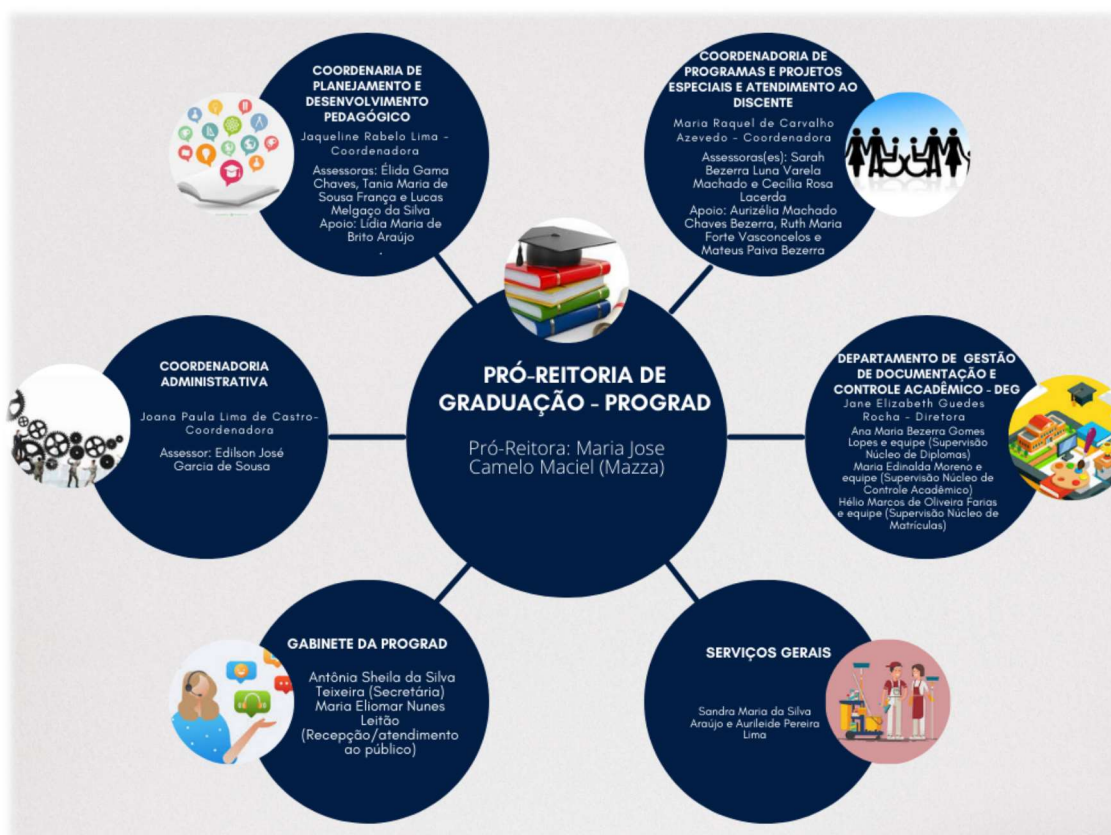 COORDENARIA DE
PLANEJAMENTO E
DESENVOLVIMENTO
PEDAGÓGICO
Jaqueline Rabelo Lima -
Coordenadora
Assessoras: Élida Gama
Chaves, Tania Maria de
Sousa França e Lucas
Melgaço da Silva
Apoio: Lídia Maria de
Brito Araújo
.
COORDENADORIA DE
PROGRAMAS E PROJETOS
ESPECIAIS E ATENDIMENTO AO
DISCENTE
Maria Raquel de Carvalho
Azevedo - Coordenadora
Assessoras(es): Sarah
Bezerra Luna Varela
Machado e Cecília Rosa
Lacerda
Apoio: Aurizélia Machado
Chaves Bezerra, Ruth Maria
Forte Vasconcelos e
Mateus Paiva Bezerra
COORDENADORIA
ADMINISTRATIVA
Joana Paula Lima de Castro-
Coordenadora
Assessor: Edilson José
Garcia de Sousa
PRÓ-REITORIA DE
GRADUAÇÃO - PROGRAD
Pró-Reitora: Maria Jose
Camelo Maciel (Mazza)
DEPARTAMENTO DE GESTÃO
DE DOCUMENTAÇÃO E
CONTROLE ACADÊMICO - DEG
Jane Elizabeth Guedes
Rocha - Diretora
Ana Maria Bezerra Gomes
Lopes e equipe (Supervisão
Núcleo de Diplomas)
Maria Edinalda Moreno e
equipe (Supervisão Núcleo de
Controle Acadêmico)
Hélio Marcos de Oliveira Farias
e equipe (Supervisão Núcleo de
Matrículas)
GABINETE DA PROGRAD
Antônia Sheila da Silva
Teixeira (Secretária)
Maria Eliomar Nunes
Leitão
(Recepção/atendimento
ao público)
SERVIÇOS GERAIS
Sandra Maria da Silva
Araújo e Aurileide Pereira
Lima